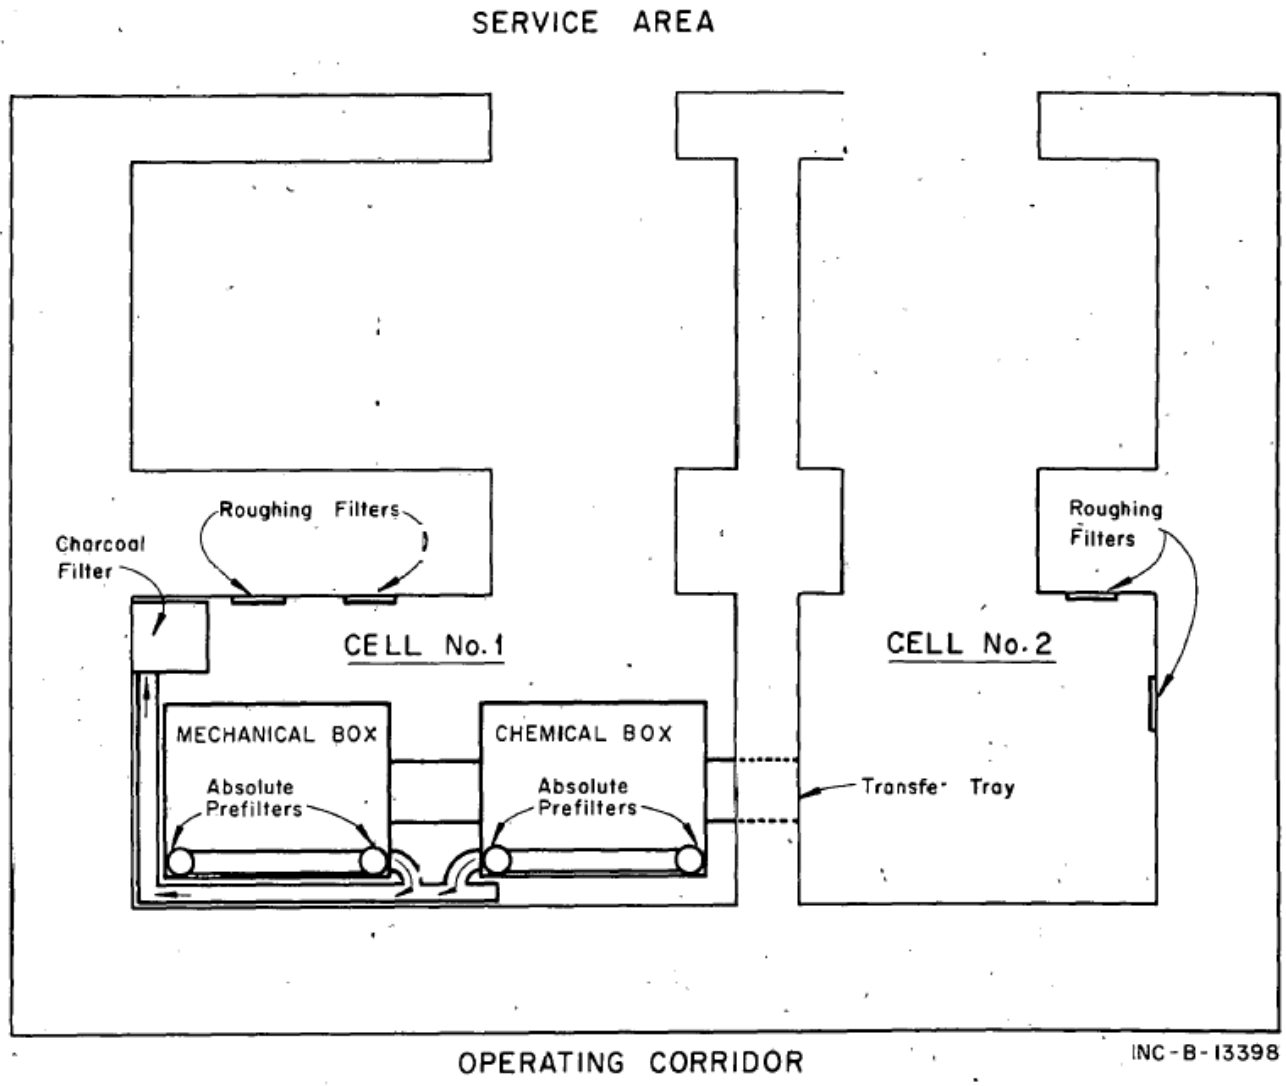 SERVICE AREA
Roughing Filters
Charcoal
Filter
Roughing
Filters
CELL No.1
CELL No.2
MECHANICAL BOX
CHEMICAL BOX
Absolute
Prefilters
Absolute
Prefilters
Transfer Tray
OPERATING CORRIDOR
INC-B-13398